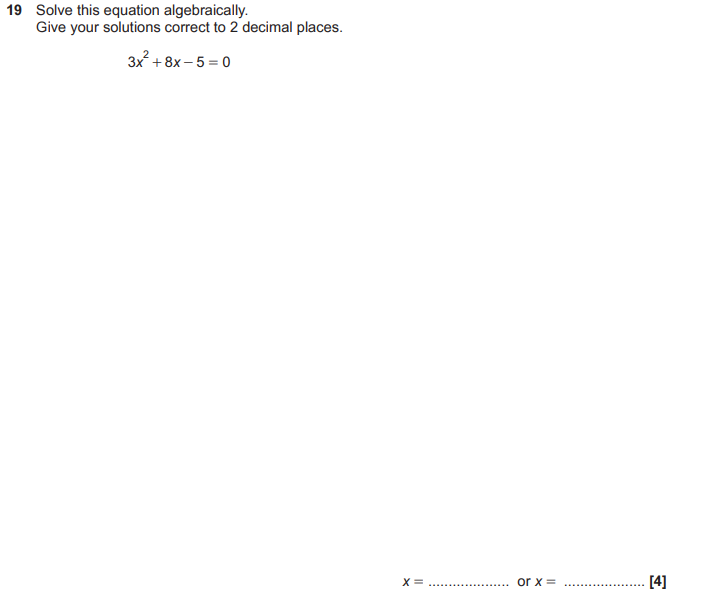 19 Solve this equation algebraically.
Give your solutions correct to 2 decimal places.
3x² + 8x – 5 = 0
x = .................... or x = .................... [4]